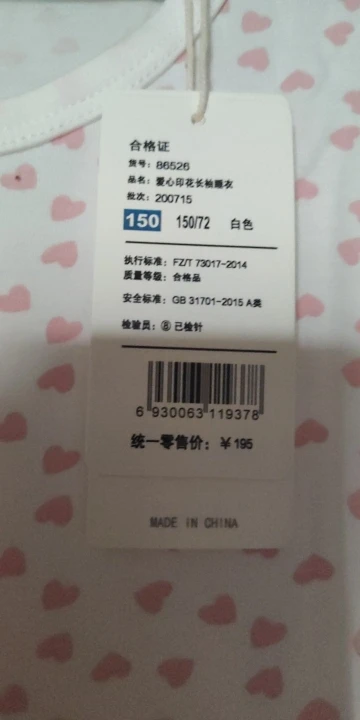 合格证
货号：86526
品名：爱心印花长袖睡衣
批次：200715
150 150/72 白色
执行标准：FZ/T 73017-2014
质量等级：合格品
安全标准：GB 31701-2015 A类
检验员：⑧ 已检针
6 930063 119378
统一零售价：￥195
MADE IN CHINA